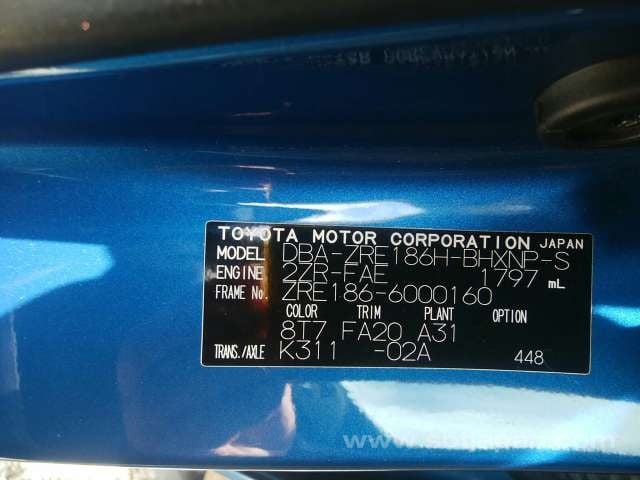 TOYOTA MOTOR CORPORATION JAPAN
MODEL DBA-ZRE186H-BHXNP-S
ENGINE 2ZR-FAE 1797 mL
FRAME No. ZRE186-6000160
COLOR TRIM PLANT OPTION
8T7 FA20 A31
TRANS./AXLE K311 -02A 448